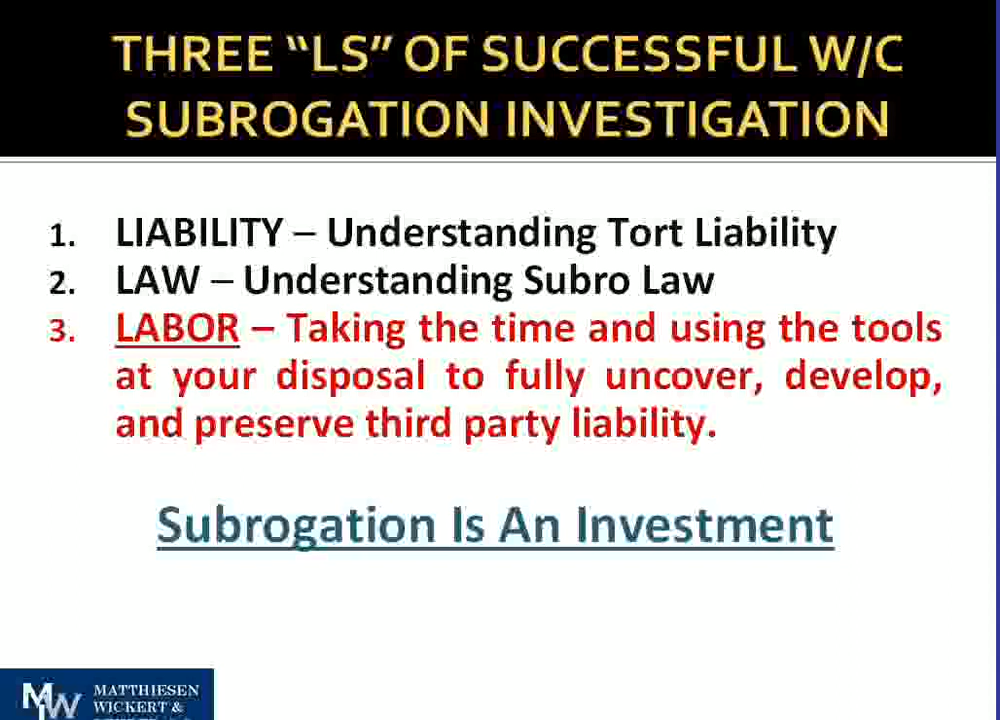 THREE “LS” OF SUCCESSFUL W/C
SUBROGATION INVESTIGATION
1. LIABILITY – Understanding Tort Liability
2. LAW – Understanding Subro Law
3. LABOR – Taking the time and using the tools
at your disposal to fully uncover, develop,
and preserve third party liability.
Subrogation Is An Investment
MW MATTHIESEN
WICKERT &